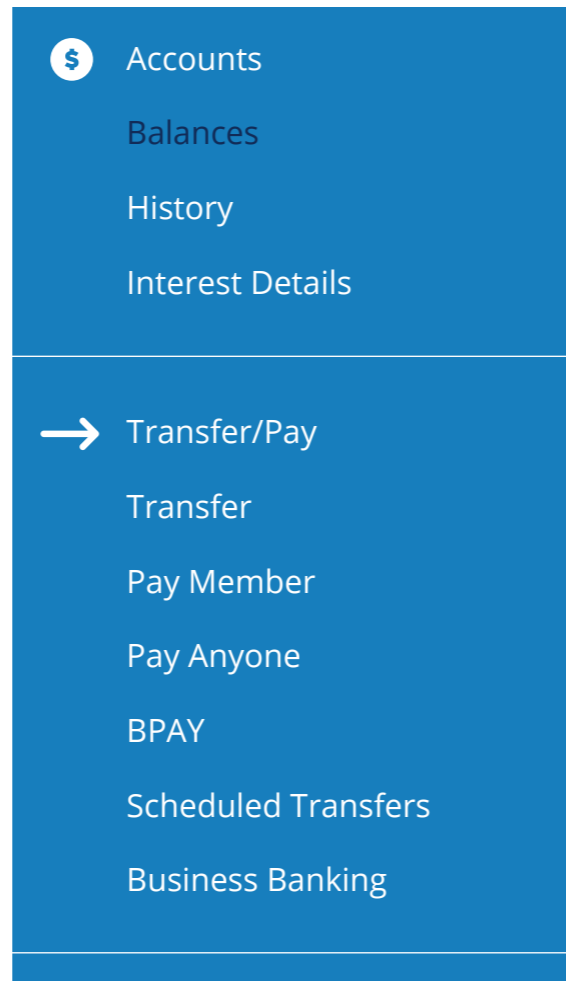 $ Accounts
Balances
History
Interest Details
Transfer/Pay
Transfer
Pay Member
Pay Anyone
BPAY
Scheduled Transfers
Business Banking